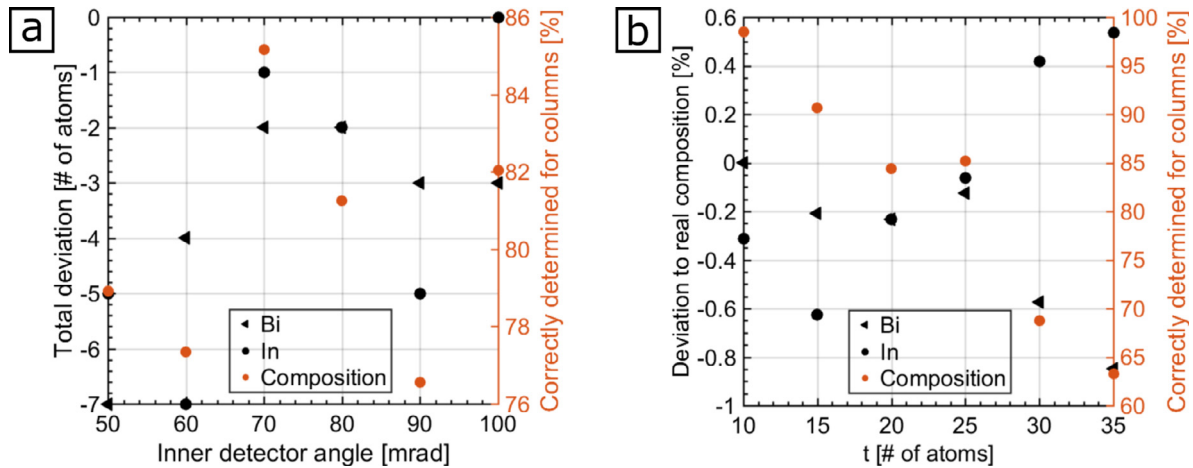 a
Total deviation [# of atoms]
0
-1
-2
-3
-4
-5
-6
-7
50 60 70 80 90 100
Inner detector angle [mrad]
86
84
82
80
78
76
Correctly determined for columns [%]
Bi
In
Composition
b
Deviation to real composition [%]
0.6
0.4
0.2
0
-0.2
-0.4
-0.6
-0.8
-1
10 15 20 25 30 35
t [# of atoms]
100
95
90
85
80
75
70
65
60
Correctly determined for columns [%]
Bi
In
Composition